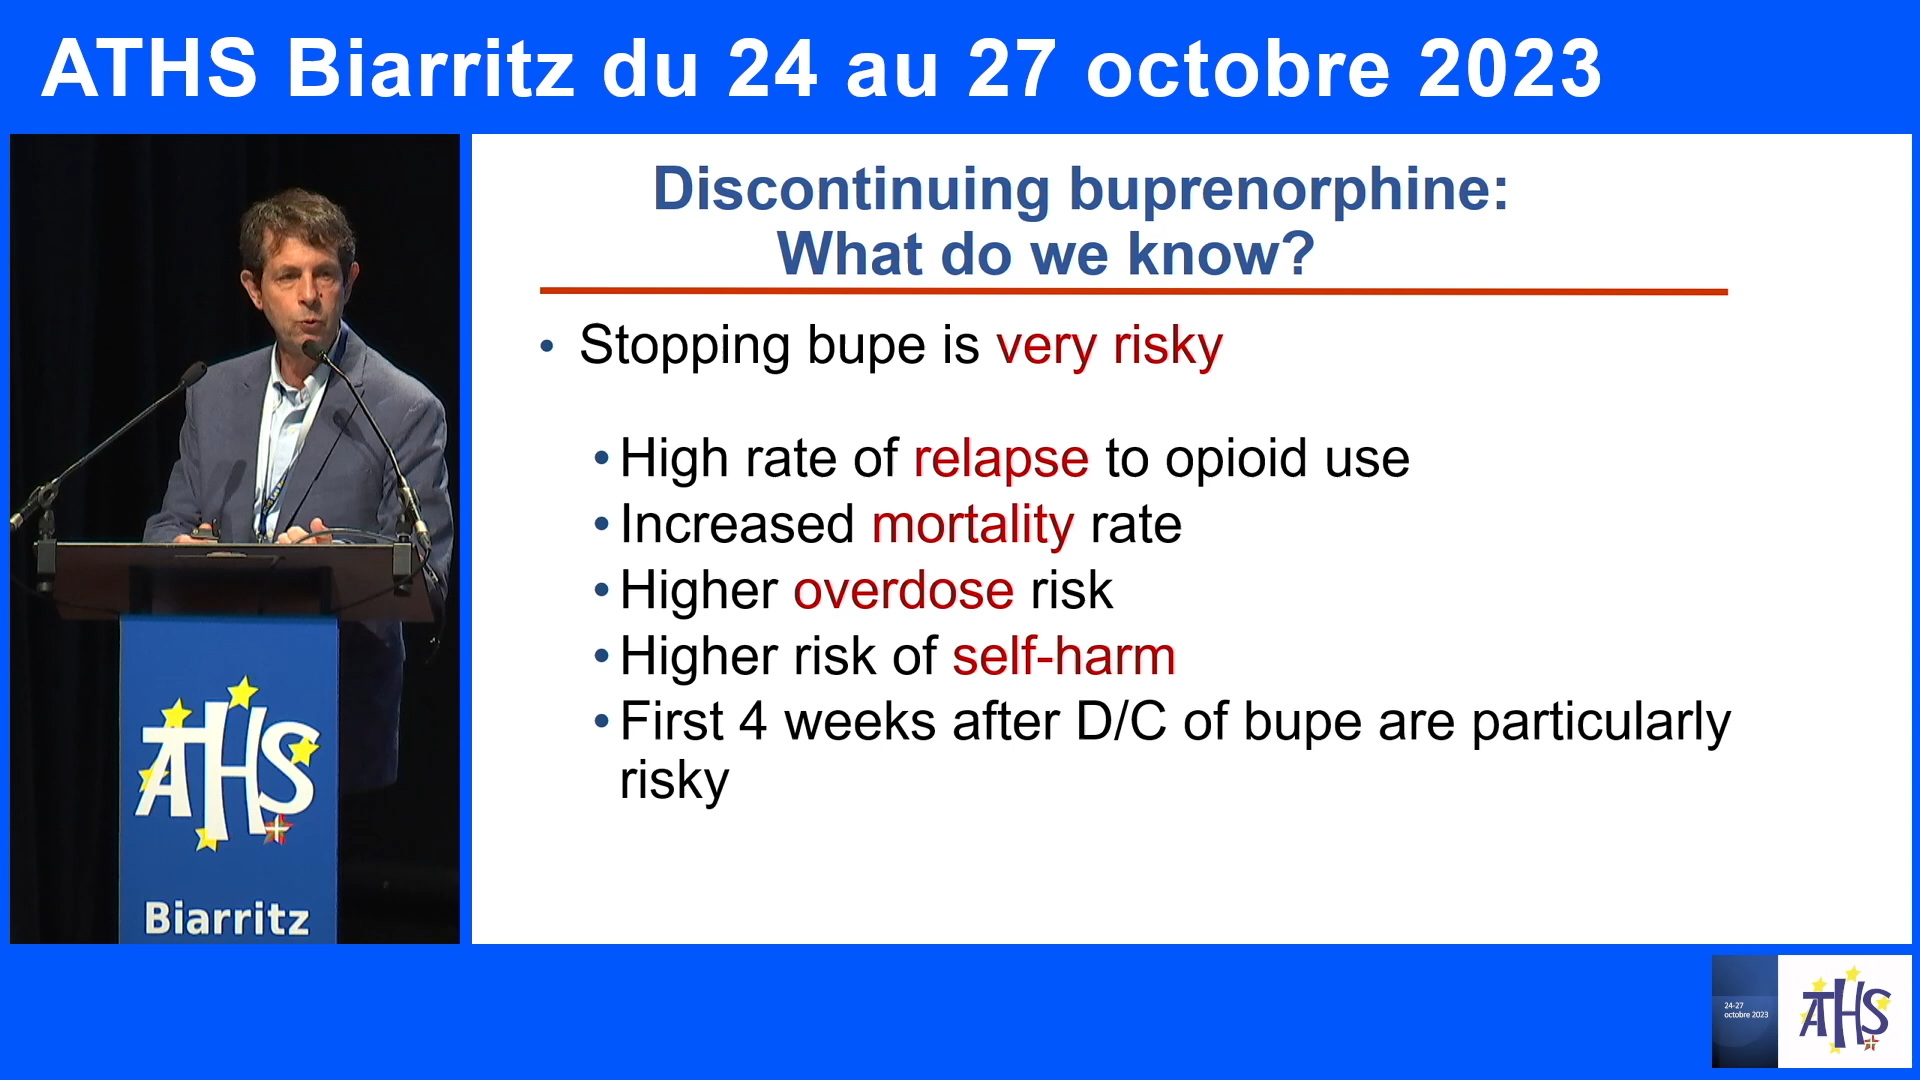 ATHS Biarritz du 24 au 27 octobre 2023
Discontinuing buprenorphine:
What do we know?
• Stopping bupe is very risky
• High rate of relapse to opioid use
• Increased mortality rate
• Higher overdose risk
• Higher risk of self-harm
• First 4 weeks after D/C of bupe are particularly
risky
ATHS
Biarritz
24-27
octobre 2023
ATHS